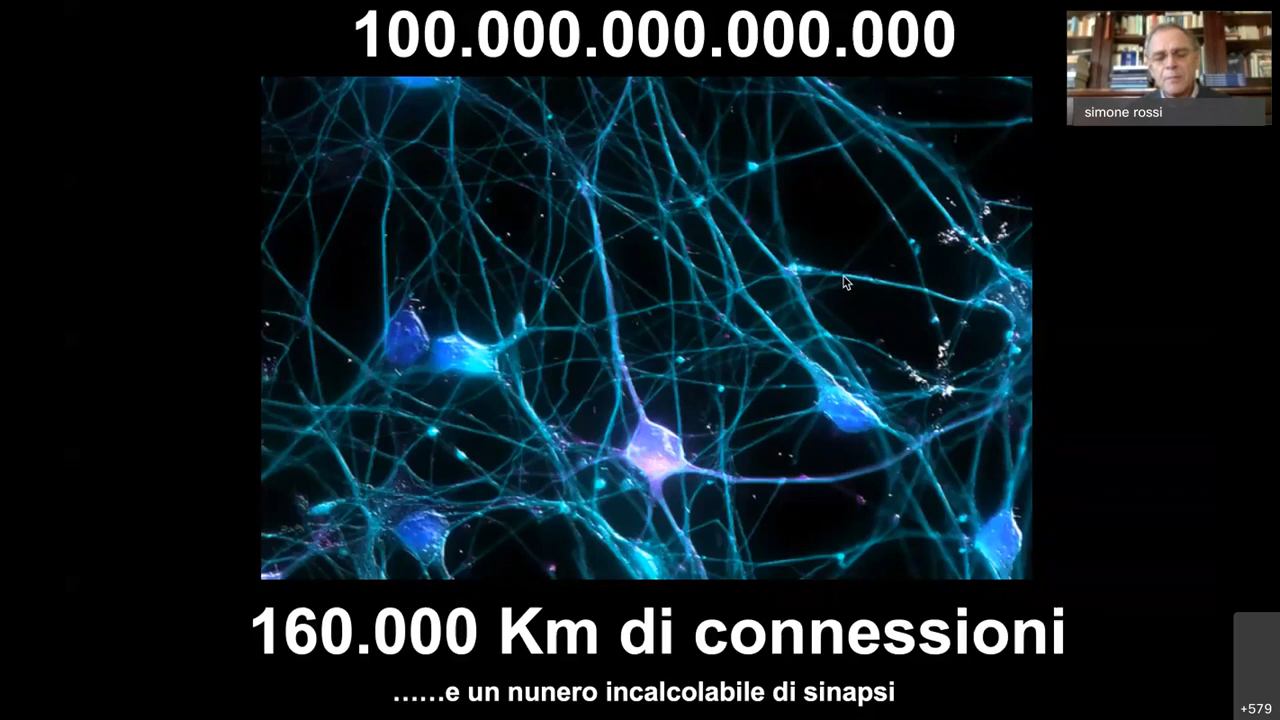 100.000.000.000.000
simone rossi
160.000 Km di connessioni
......e un nunero incalcolabile di sinapsi
+579